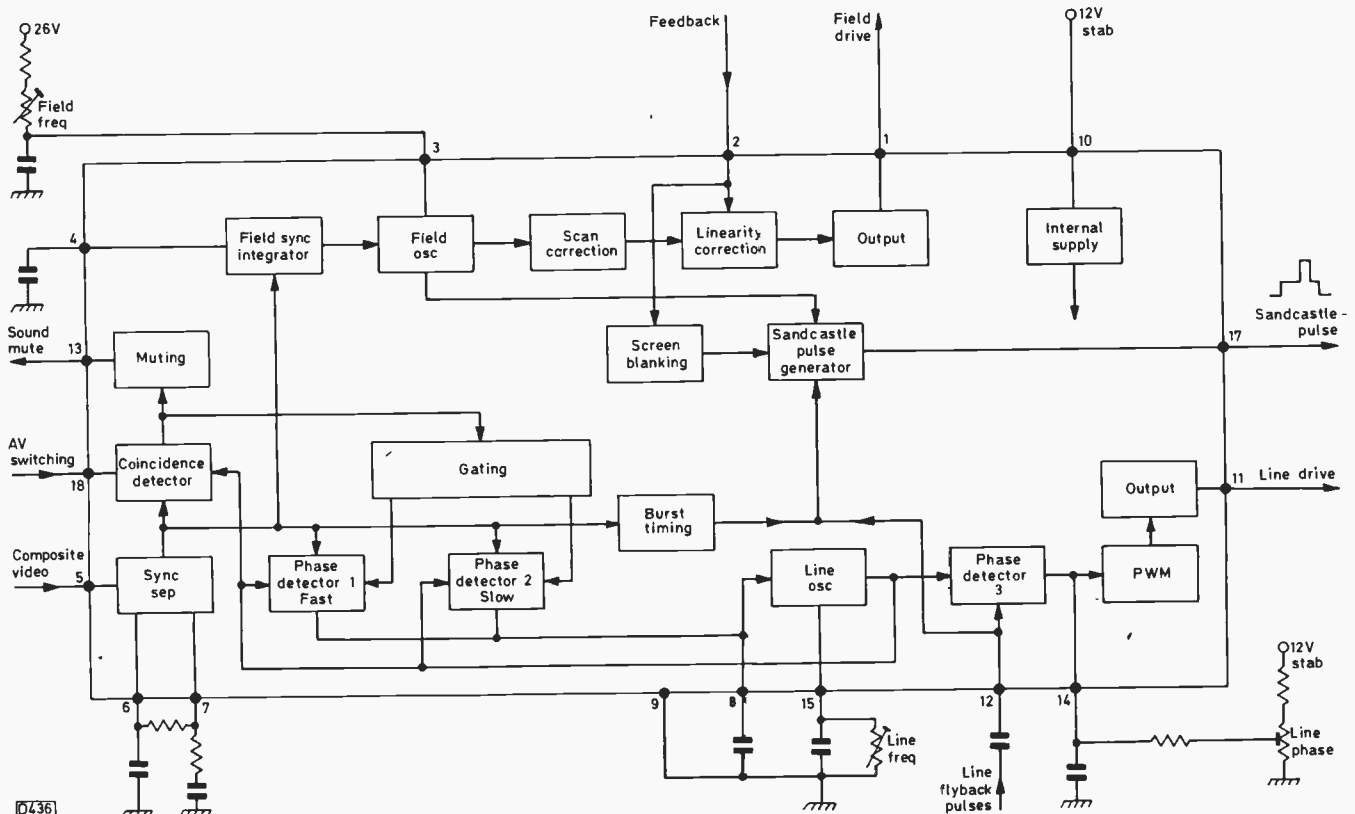 Feedback
Field
drive
12V
stab
26V
Field
freq
3
2
1
10
4
Field sync
integrator
Field
osc
Scan
correction
Linearity
correction
Output
Internal
supply
Sandcastle -
pulse
Sound
mute
13
Muting
Screen
blanking
Sandcastle
pulse
generator
17
AV
switching
18
Coincidence
detector
Gating
Output
11
Line drive
Burst
timing
Composite
video
5
Sync
sep
Phase
detector 1
Fast
Phase
detector 2
Slow
Line
osc
Phase
detector
3
PWM
12V
stab
6
7
9
8
15
12
14
Line
freq
Line
phase
Line
flyback
pulses
D436